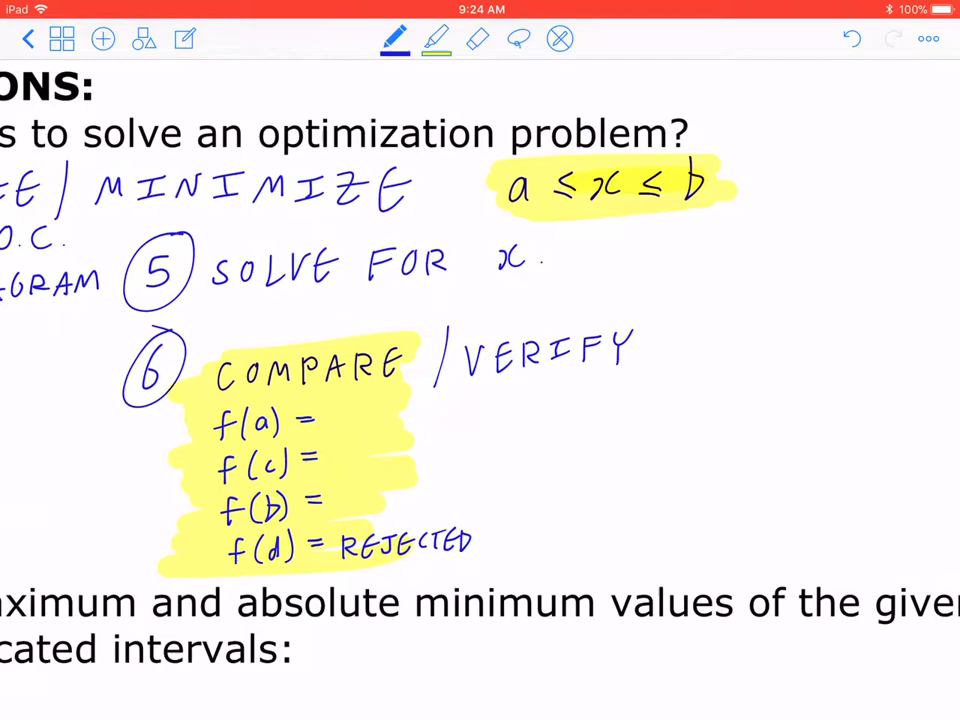 iPad 9:24 AM 100%
ONS:
s to solve an optimization problem?
/ MINIMIZE a ≤ x ≤ b
O.C.
GRAM
5 SOLVE FOR x.
6 COMPARE / VERIFY
f(a) =
f(c) =
f(b) =
f(d) = REJECTED
aximum and absolute minimum values of the given
cated intervals: